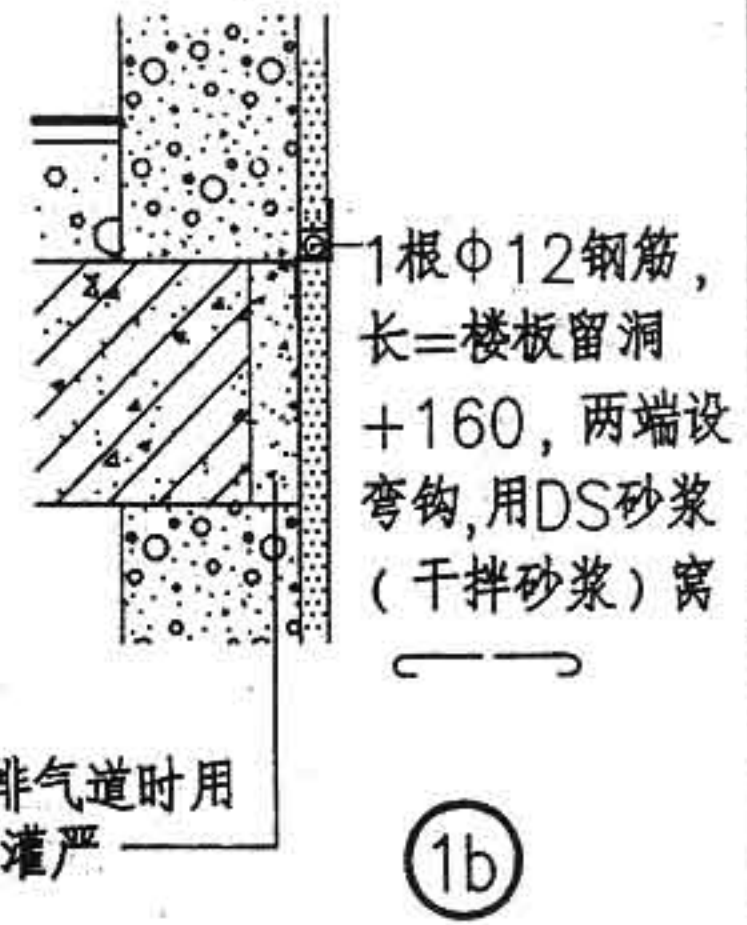 1根Φ12钢筋，
长=楼板留洞
+160，两端设
弯钩,用DS砂浆
(干拌砂浆)窝
排气道时用
灌严
1b